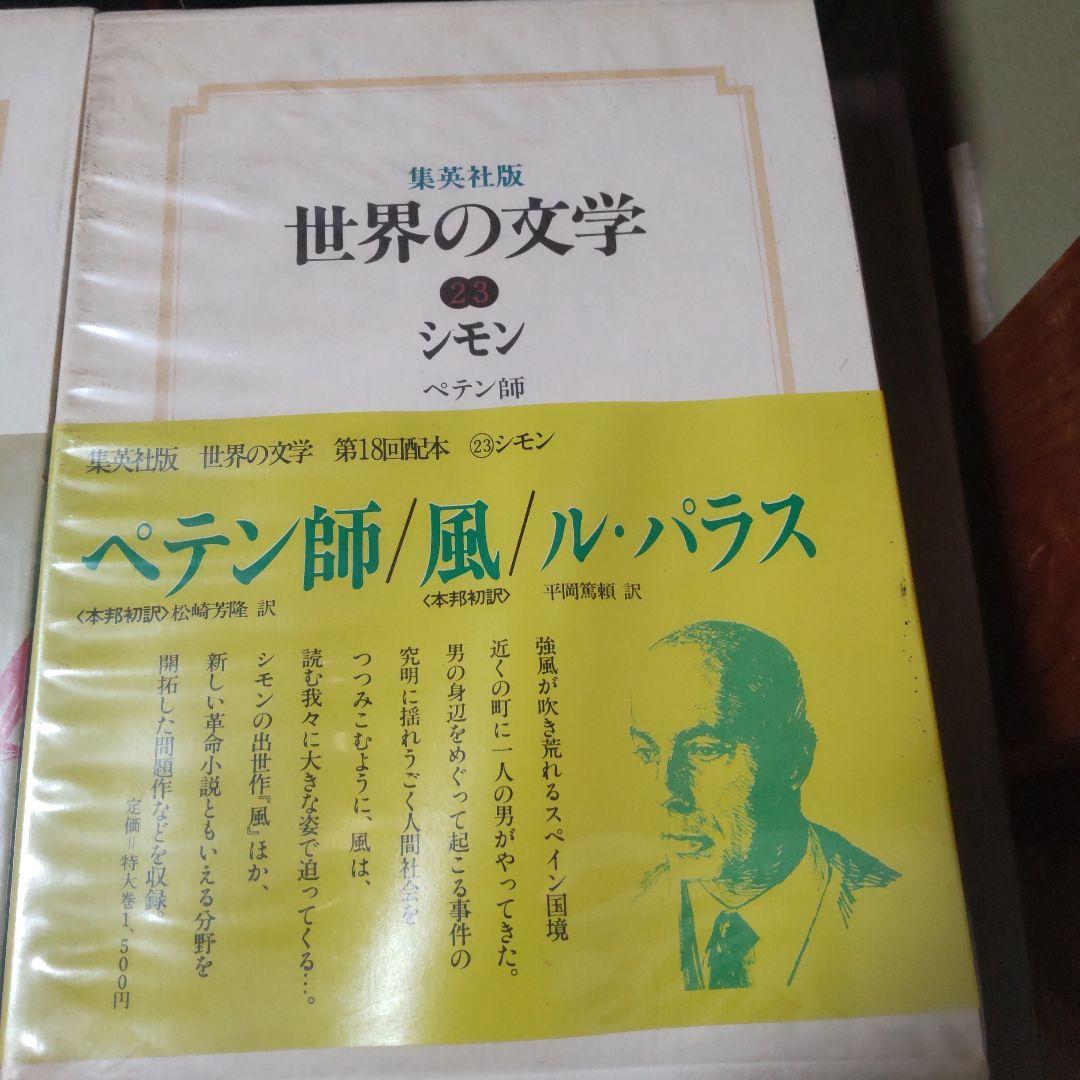 集英社版
世界の文学
23
シモン
ペテン師
集英社版 世界の文学 第18回配本 ㉓シモン
ペテン師/風/ル・パラス
〈本邦初訳〉松崎芳隆 訳
〈本邦初訳〉
平岡篤頼 訳
強風が吹き荒れるスペイン国境
近くの町に一人の男がやってきた。
男の身辺をめぐって起こる事件の
究明に揺れうごく人間社会を
つつみこむように、風は、
読む我々に大きな姿で迫ってくる…。
シモンの出世作『風』ほか、
新しい革命小説ともいえる分野を
開拓した問題作などを収録。
定価=特大巻1,500円